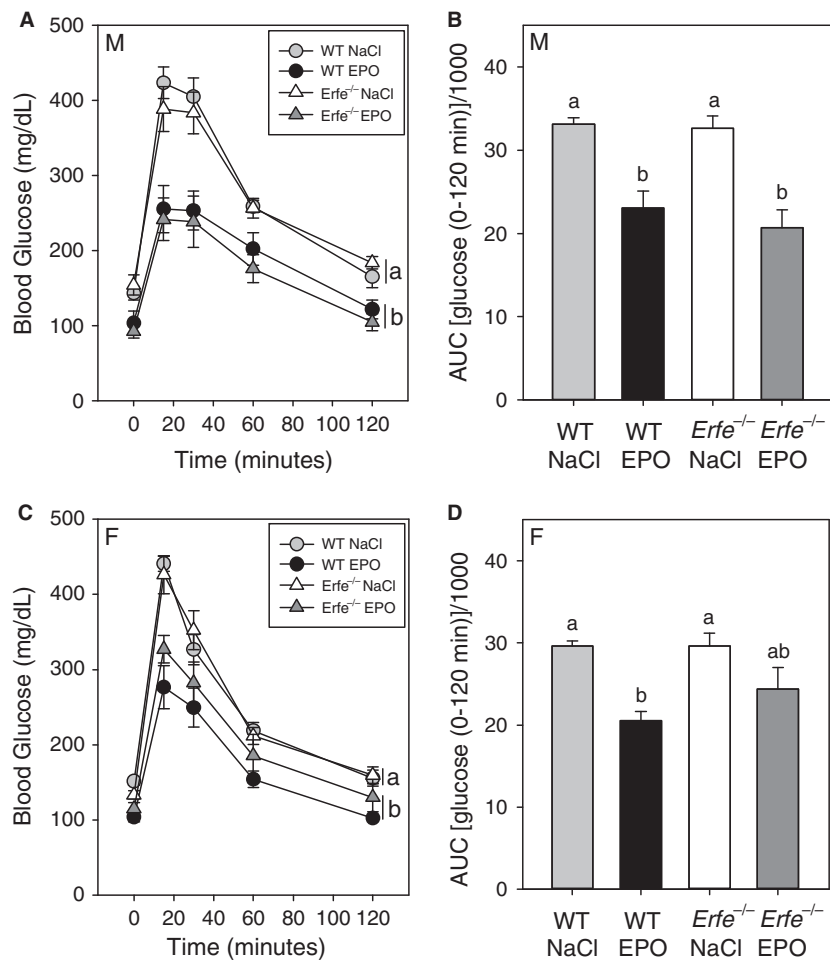 A
M
500
400
300
200
100
0
Blood Glucose (mg/dL)
WT NaCl
WT EPO
Erfe⁻/⁻ NaCl
Erfe⁻/⁻ EPO
a
b
0 20 40 60 80 100 120
Time (minutes)
B
M
40
30
20
10
0
AUC [glucose (0-120 min)]/1000
a
b
a
b
WT NaCl
WT EPO
Erfe⁻/⁻ NaCl
Erfe⁻/⁻ EPO
C
F
500
400
300
200
100
0
Blood Glucose (mg/dL)
WT NaCl
WT EPO
Erfe⁻/⁻ NaCl
Erfe⁻/⁻ EPO
a
b
0 20 40 60 80 100 120
Time (minutes)
D
F
40
30
20
10
0
AUC [glucose (0-120 min)]/1000
a
b
a
ab
WT NaCl
WT EPO
Erfe⁻/⁻ NaCl
Erfe⁻/⁻ EPO